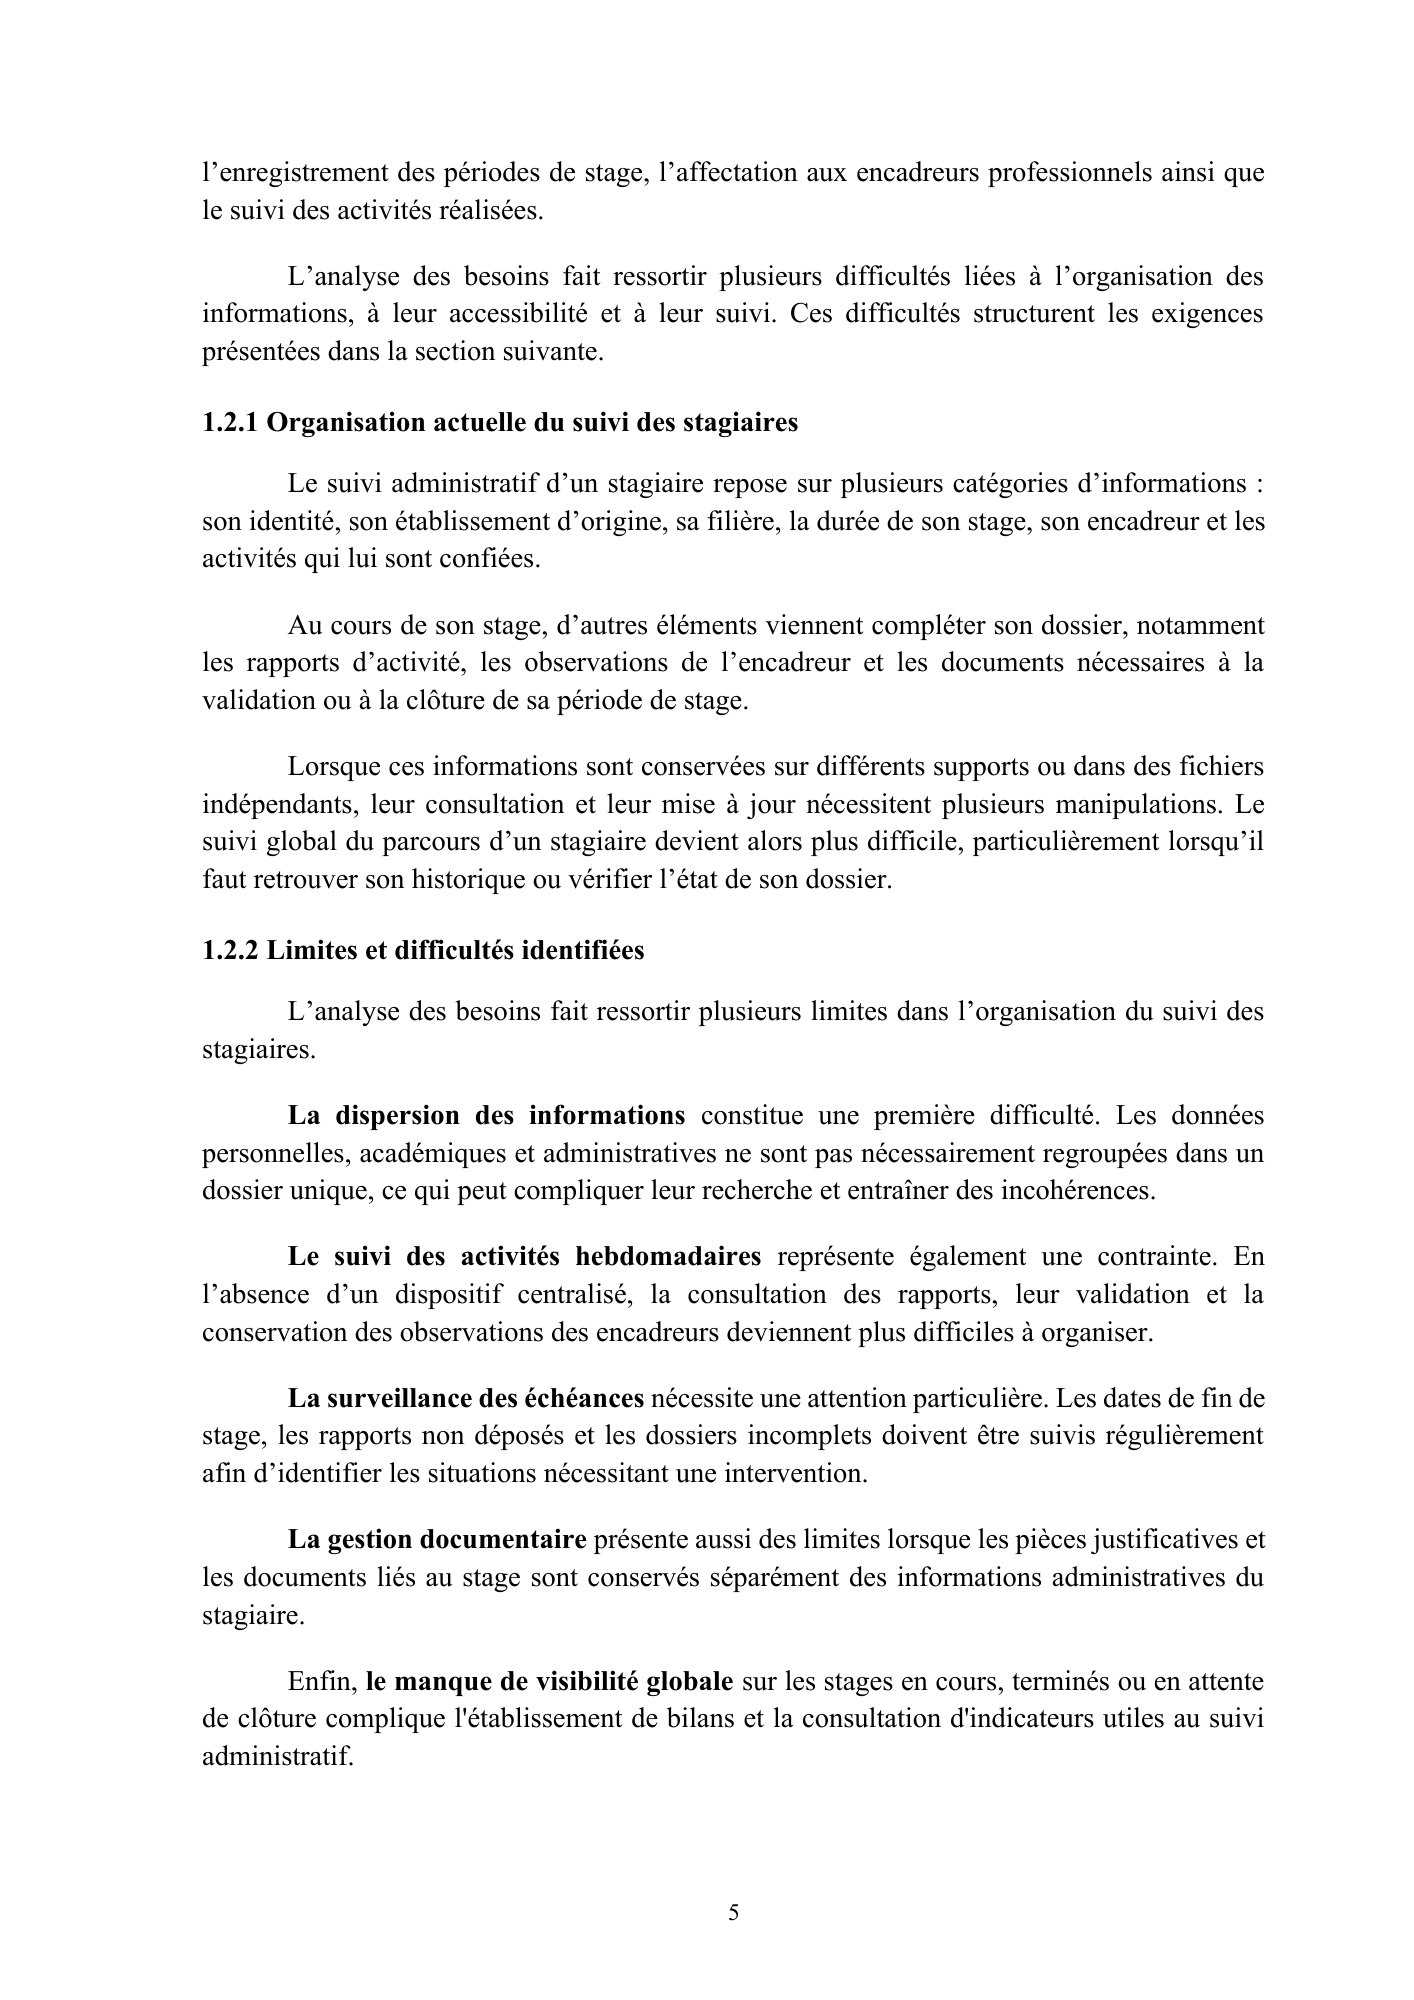 l’enregistrement des périodes de stage, l’affectation aux encadreurs professionnels ainsi que
le suivi des activités réalisées.
L’analyse des besoins fait ressortir plusieurs difficultés liées à l’organisation des
informations, à leur accessibilité et à leur suivi. Ces difficultés structurent les exigences
présentées dans la section suivante.
1.2.1 Organisation actuelle du suivi des stagiaires
Le suivi administratif d’un stagiaire repose sur plusieurs catégories d’informations :
son identité, son établissement d’origine, sa filière, la durée de son stage, son encadreur et les
activités qui lui sont confiées.
Au cours de son stage, d’autres éléments viennent compléter son dossier, notamment
les rapports d’activité, les observations de l’encadreur et les documents nécessaires à la
validation ou à la clôture de sa période de stage.
Lorsque ces informations sont conservées sur différents supports ou dans des fichiers
indépendants, leur consultation et leur mise à jour nécessitent plusieurs manipulations. Le
suivi global du parcours d’un stagiaire devient alors plus difficile, particulièrement lorsqu’il
faut retrouver son historique ou vérifier l’état de son dossier.
1.2.2 Limites et difficultés identifiées
L’analyse des besoins fait ressortir plusieurs limites dans l’organisation du suivi des
stagiaires.
La dispersion des informations constitue une première difficulté. Les données
personnelles, académiques et administratives ne sont pas nécessairement regroupées dans un
dossier unique, ce qui peut compliquer leur recherche et entraîner des incohérences.
Le suivi des activités hebdomadaires représente également une contrainte. En
l’absence d’un dispositif centralisé, la consultation des rapports, leur validation et la
conservation des observations des encadreurs deviennent plus difficiles à organiser.
La surveillance des échéances nécessite une attention particulière. Les dates de fin de
stage, les rapports non déposés et les dossiers incomplets doivent être suivis régulièrement
afin d’identifier les situations nécessitant une intervention.
La gestion documentaire présente aussi des limites lorsque les pièces justificatives et
les documents liés au stage sont conservés séparément des informations administratives du
stagiaire.
Enfin, le manque de visibilité globale sur les stages en cours, terminés ou en attente
de clôture complique l'établissement de bilans et la consultation d'indicateurs utiles au suivi
administratif.
5